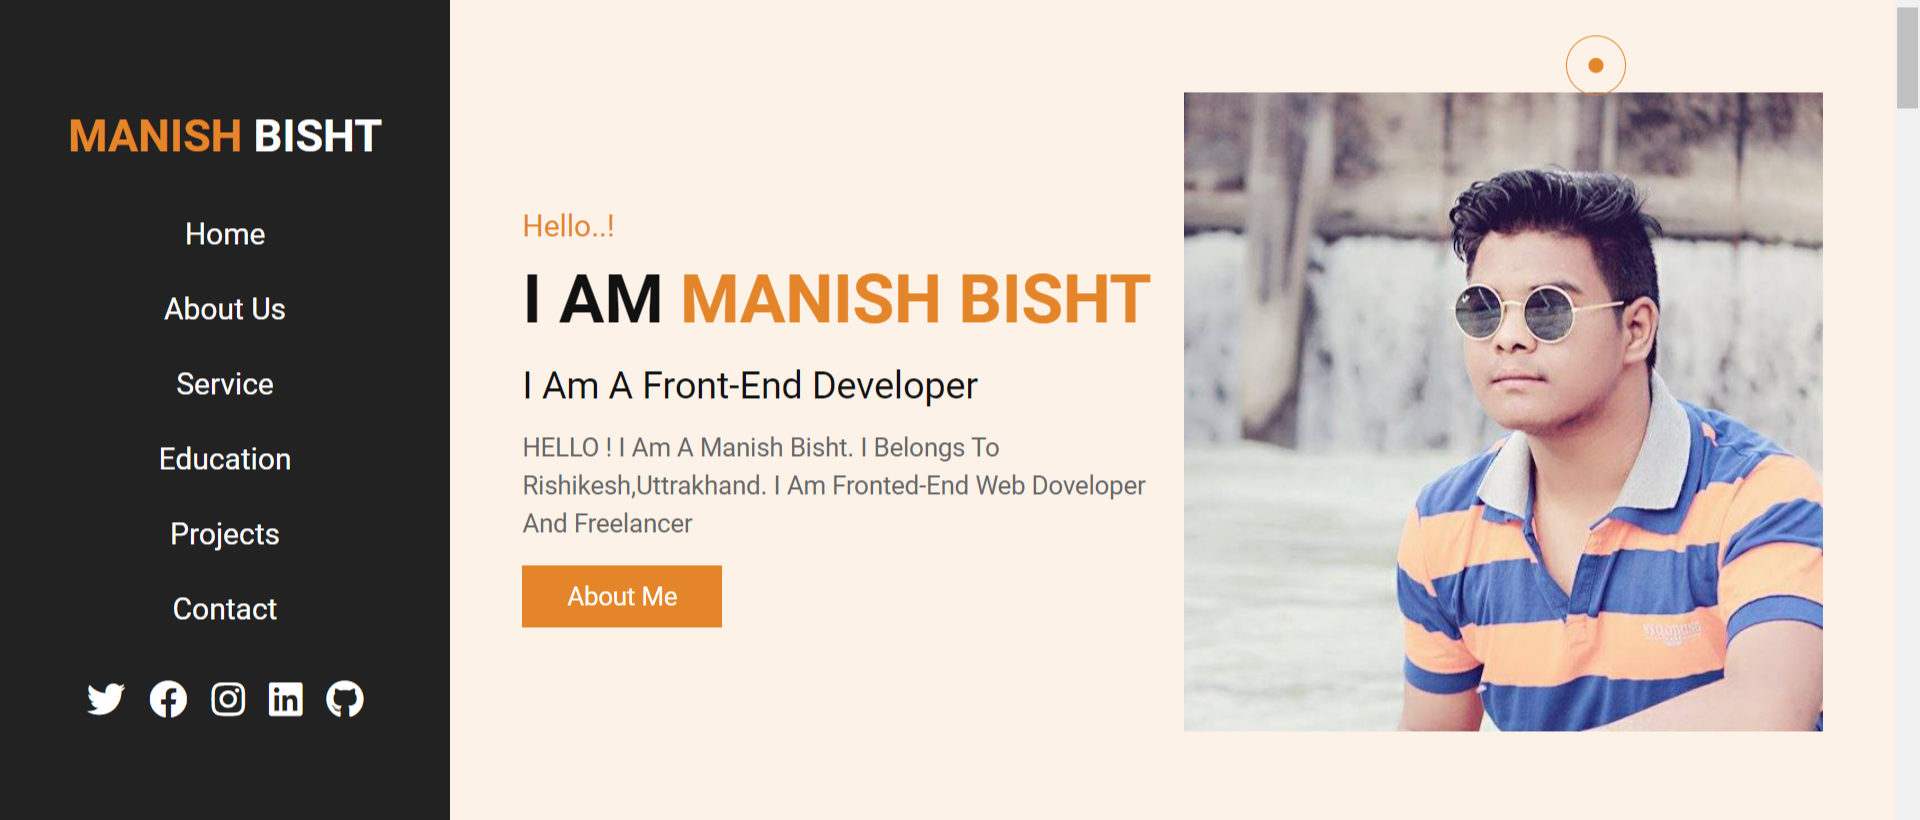 MANISH BISHT
Home
About Us
Service
Education
Projects
Contact
Hello..!
I AM MANISH BISHT
I Am A Front-End Developer
HELLO ! I Am A Manish Bisht. I Belongs To
Rishikesh,Uttrakhand. I Am Fronted-End Web Doveloper
And Freelancer
About Me